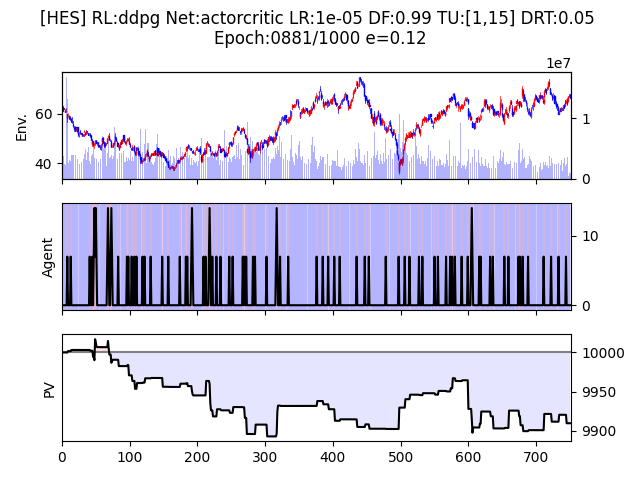 [HES] RL:ddpg Net:actorcritic LR:1e-05 DF:0.99 TU:[1,15] DRT:0.05
Epoch:0881/1000 e=0.12
1e7
Env.
60
40
1
0
Agent
10
0
PV
10000
9950
9900
0 100 200 300 400 500 600 700